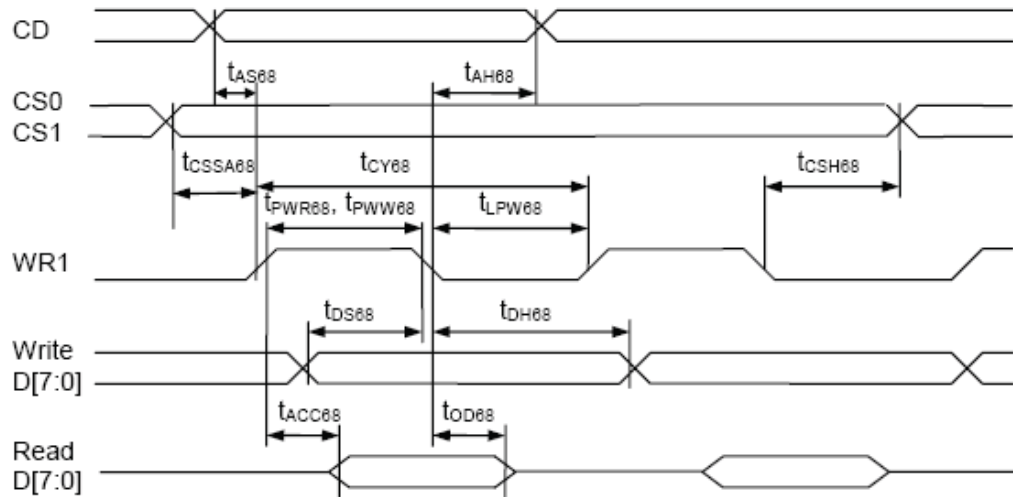 CD
tAS68
tAH68
CS0
CS1
tCSSA68
tCY68
tCSH68
tPWR68, tPWW68
tLPW68
WR1
tDS68
tDH68
Write
D[7:0]
tACC68
tOD68
Read
D[7:0]